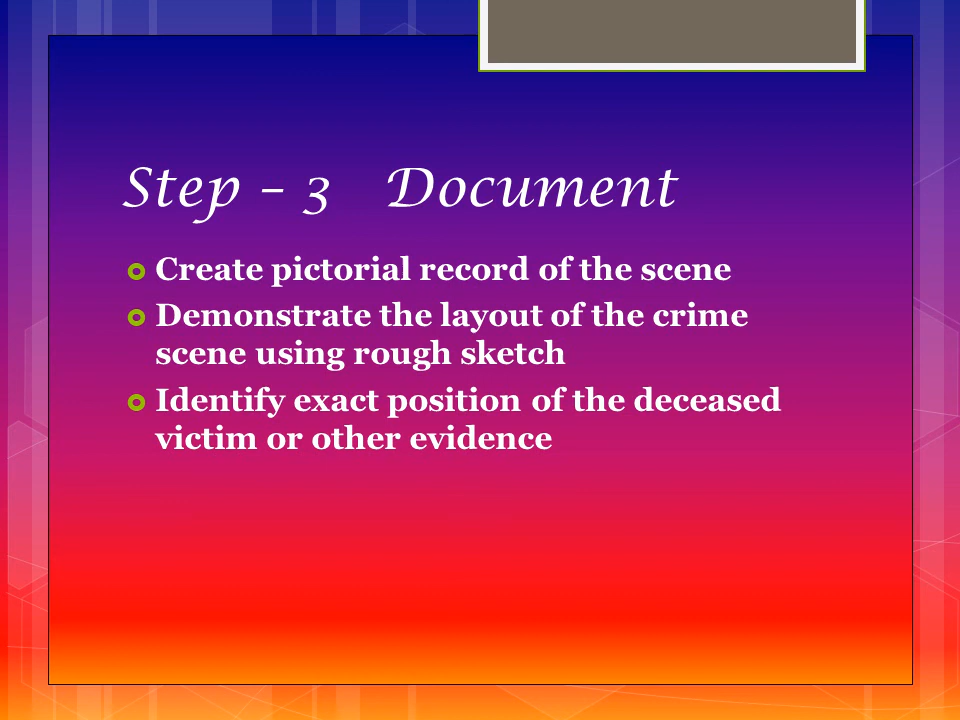 Step – 3 Document
Create pictorial record of the scene
Demonstrate the layout of the crime
scene using rough sketch
Identify exact position of the deceased
victim or other evidence